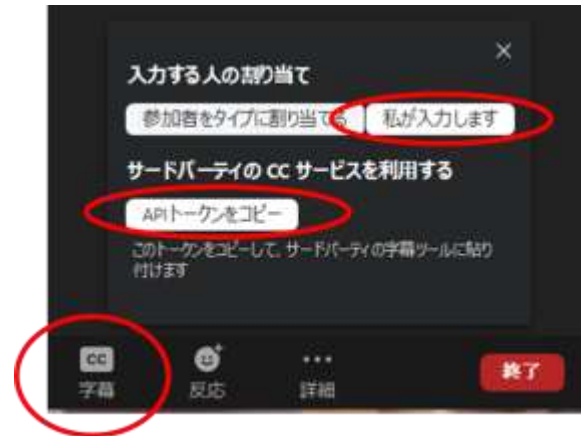 入力する人の割り当て
参加者をタイプに割り当てる 私が入力します
サードパーティの CC サービスを利用する
APIトークンをコピー
このトークンをコピーして、サードパーティの字幕ツールに貼り
付けます
CC
字幕 反応 詳細 終了